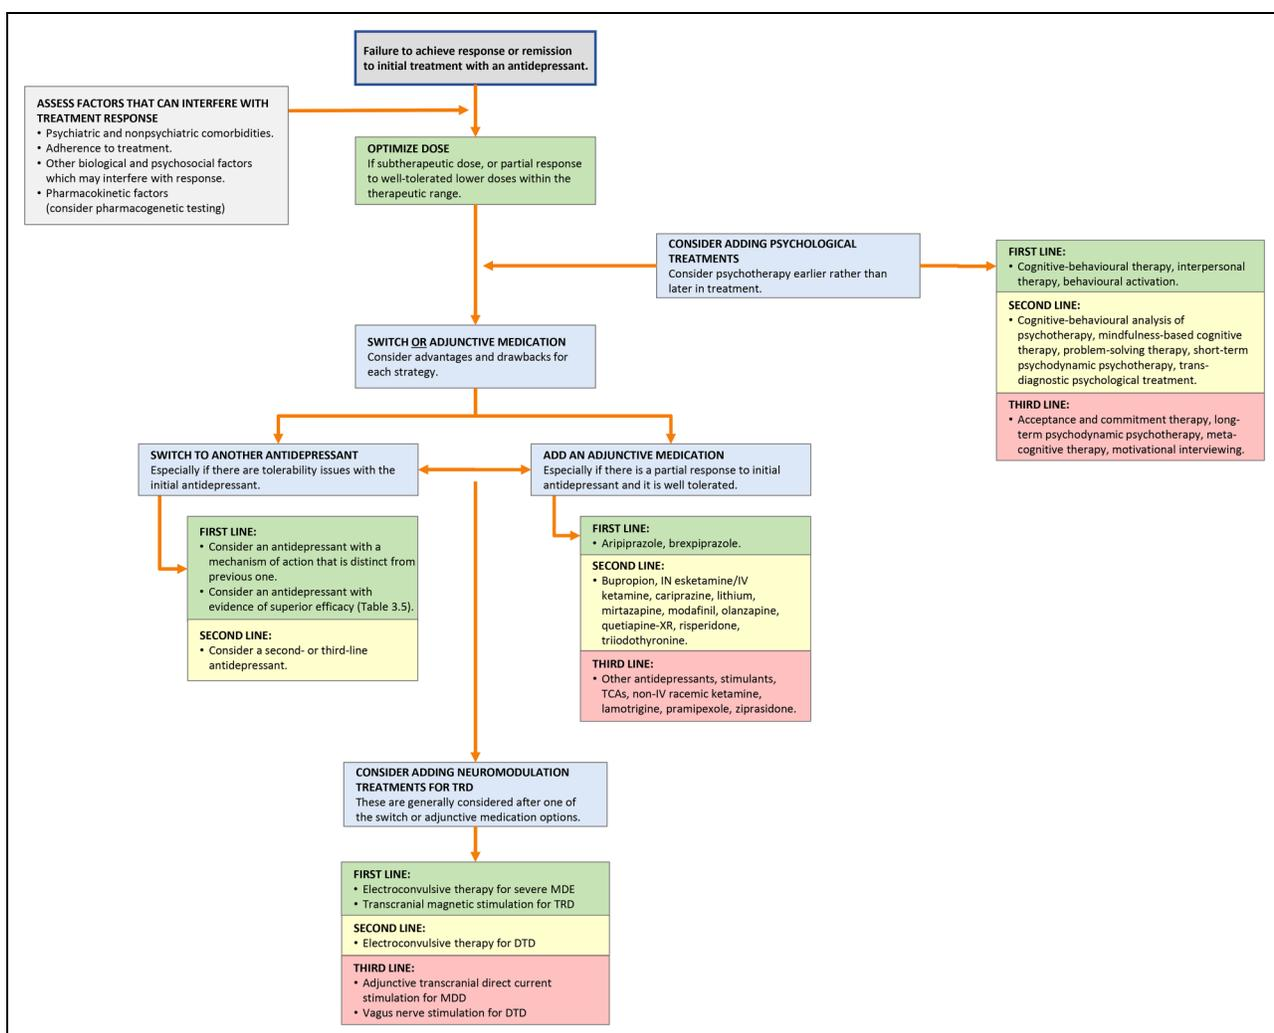 Failure to achieve response or remission
to initial treatment with an antidepressant.
ASSESS FACTORS THAT CAN INTERFERE WITH
TREATMENT RESPONSE
• Psychiatric and nonpsychiatric comorbidities.
• Adherence to treatment.
• Other biological and psychosocial factors
which may interfere with response.
• Pharmacokinetic factors
(consider pharmacogenetic testing)
OPTIMIZE DOSE
If subtherapeutic dose, or partial response
to well-tolerated lower doses within the
therapeutic range.
CONSIDER ADDING PSYCHOLOGICAL
TREATMENTS
Consider psychotherapy earlier rather than
later in treatment.
FIRST LINE:
• Cognitive-behavioural therapy, interpersonal
therapy, behavioural activation.
SECOND LINE:
• Cognitive-behavioural analysis of
psychotherapy, mindfulness-based cognitive
therapy, problem-solving therapy, short-term
psychodynamic psychotherapy, trans-
diagnostic psychological treatment.
THIRD LINE:
• Acceptance and commitment therapy, long-
term psychodynamic psychotherapy, meta-
cognitive therapy, motivational interviewing.
SWITCH OR ADJUNCTIVE MEDICATION
Consider advantages and drawbacks for
each strategy.
SWITCH TO ANOTHER ANTIDEPRESSANT
Especially if there are tolerability issues with the
initial antidepressant.
FIRST LINE:
• Consider an antidepressant with a
mechanism of action that is distinct from
previous one.
• Consider an antidepressant with
evidence of superior efficacy (Table 3.5).
SECOND LINE:
• Consider a second- or third-line
antidepressant.
ADD AN ADJUNCTIVE MEDICATION
Especially if there is a partial response to initial
antidepressant and it is well tolerated.
FIRST LINE:
• Aripiprazole, brexpiprazole.
SECOND LINE:
• Bupropion, IN esketamine/IV
ketamine, cariprazine, lithium,
mirtazapine, modafinil, olanzapine,
quetiapine-XR, risperidone,
triiodothyronine.
THIRD LINE:
• Other antidepressants, stimulants,
TCAs, non-IV racemic ketamine,
lamotrigine, pramipexole, ziprasidone.
CONSIDER ADDING NEUROMODULATION
TREATMENTS FOR TRD
These are generally considered after one of
the switch or adjunctive medication options.
FIRST LINE:
• Electroconvulsive therapy for severe MDE
• Transcranial magnetic stimulation for TRD
SECOND LINE:
• Electroconvulsive therapy for DTD
THIRD LINE:
• Adjunctive transcranial direct current
stimulation for MDD
• Vagus nerve stimulation for DTD